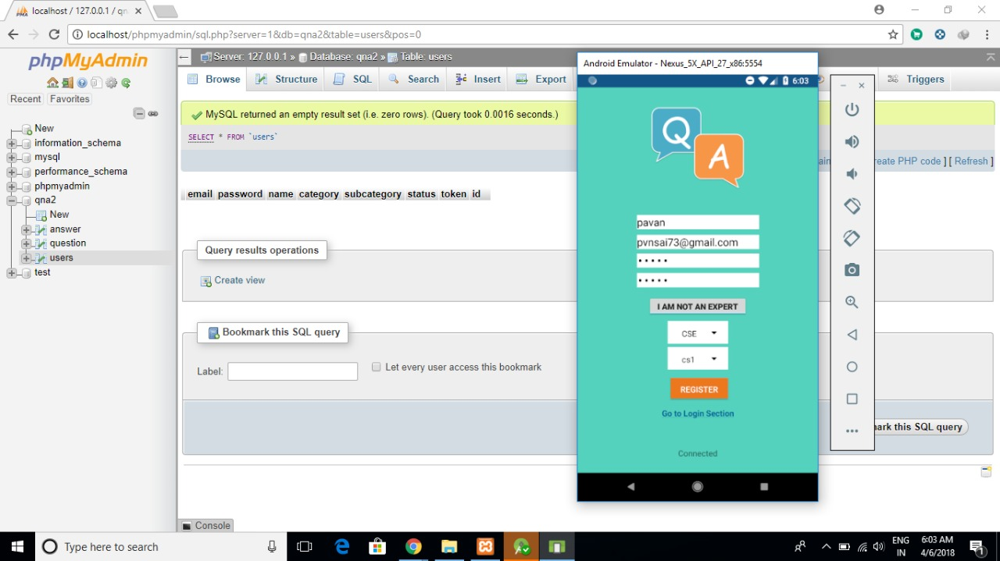 localhost / 127.0.0.1 / qn
localhost/phpmyadmin/sql.php?server=1&db=qna2&table=users&pos=0
phpMyAdmin
Recent Favorites
New
information_schema
mysql
performance_schema
phpmyadmin
qna2
New
answer
question
users
test
Server: 127.0.0.1 » Database: qna2 » Table: users
Browse Structure SQL Search Insert Export Triggers
MySQL returned an empty result set (i.e. zero rows). (Query took 0.0016 seconds.)
SELECT * FROM `users`
reate PHP code ] [ Refresh ]
email password name category subcategory status token id
Query results operations
Create view
Bookmark this SQL query
Label:
Let every user access this bookmark
ark this SQL query
Console
Android Emulator - Nexus_5X_API_27_x86:5554
6:03
Q
A
pavan
pvnsai73@gmail.com
•••••
•••••
I AM NOT AN EXPERT
CSE
cs1
REGISTER
Go to Login Section
Connected
Type here to search
ENG
IN
6:03 AM
4/6/2018
1